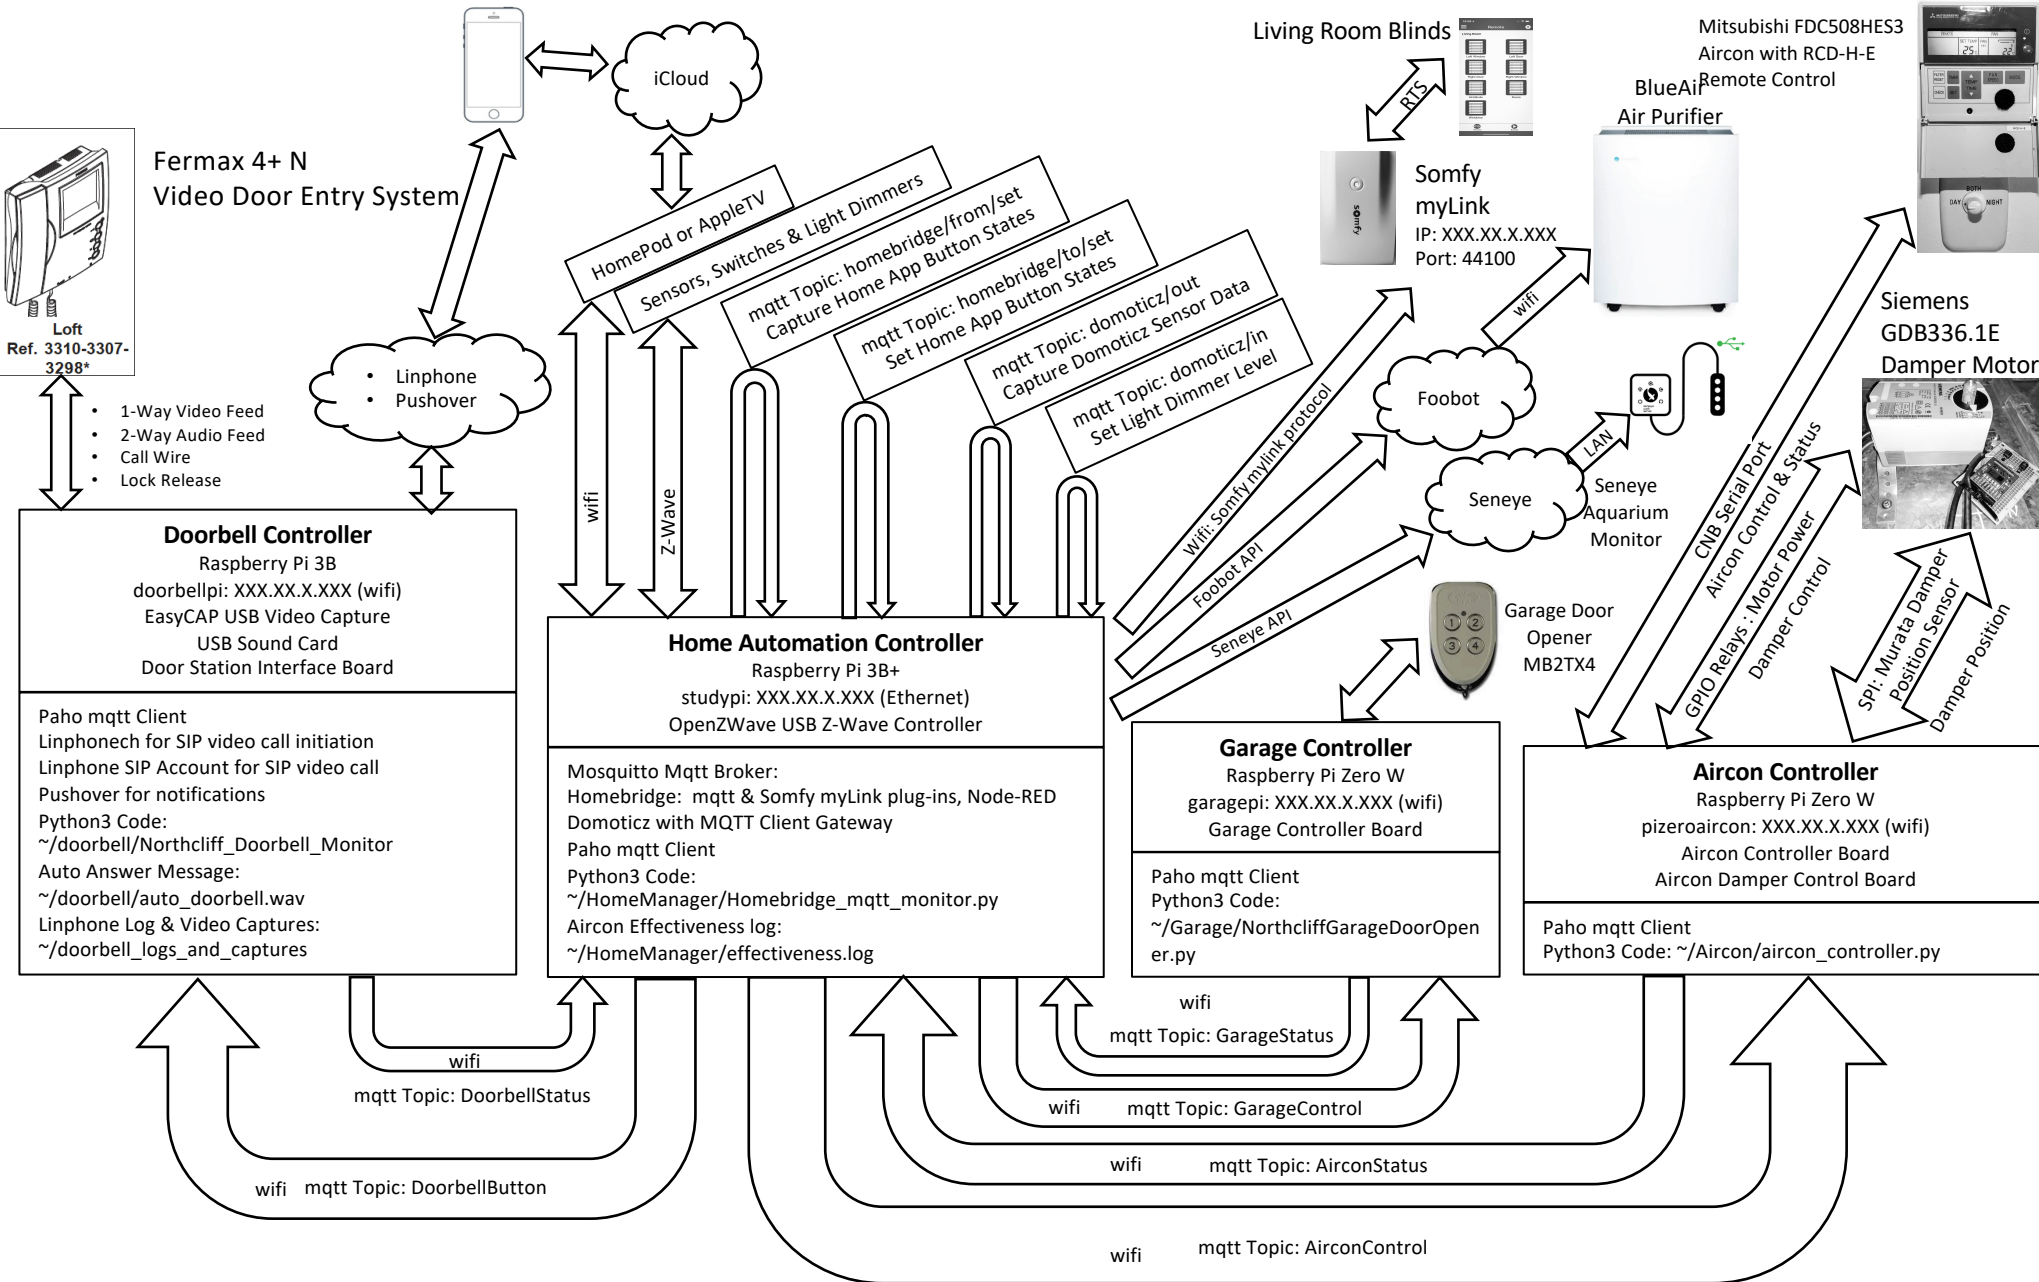 iCloud
Fermax 4+ N
Video Door Entry System
Loft
Ref. 3310-3307-
3298*
• 1-Way Video Feed
• 2-Way Audio Feed
• Call Wire
• Lock Release
• Linphone
• Pushover
HomePod or AppleTV
Sensors, Switches & Light Dimmers
mqtt Topic: homebridge/from/set
Capture Home App Button States
mqtt Topic: homebridge/to/set
Set Home App Button States
mqtt Topic: domoticz/out
Capture Domoticz Sensor Data
mqtt Topic: domoticz/in
Set Light Dimmer Level
wifi
Z-Wave
Living Room Blinds
RTS
somfy
Somfy
myLink
IP: XXX.XX.X.XXX
Port: 44100
BlueAir
Air Purifier
wifi
Foobot
Mitsubishi FDC508HES3
Aircon with RCD-H-E
Remote Control
DAY
BOTH
NIGHT
Siemens
GDB336.1E
Damper Motor
Wifi: Somfy mylink protocol
Foobot API
Seneye API
Seneye
LAN
Seneye
Aquarium
Monitor
1 2
3 4
Garage Door
Opener
MB2TX4
CNB Serial Port
Aircon Control & Status
GPIO Relays : Motor Power
Damper Control
SPI: Murata Damper
Position Sensor
Damper Position
Doorbell Controller
Raspberry Pi 3B
doorbellpi: XXX.XX.X.XXX (wifi)
EasyCAP USB Video Capture
USB Sound Card
Door Station Interface Board
Paho mqtt Client
Linphonech for SIP video call initiation
Linphone SIP Account for SIP video call
Pushover for notifications
Python3 Code:
~/doorbell/Northcliff_Doorbell_Monitor
Auto Answer Message:
~/doorbell/auto_doorbell.wav
Linphone Log & Video Captures:
~/doorbell_logs_and_captures
Home Automation Controller
Raspberry Pi 3B+
studypi: XXX.XX.X.XXX (Ethernet)
OpenZWave USB Z-Wave Controller
Mosquitto Mqtt Broker:
Homebridge: mqtt & Somfy myLink plug-ins, Node-RED
Domoticz with MQTT Client Gateway
Paho mqtt Client
Python3 Code:
~/HomeManager/Homebridge_mqtt_monitor.py
Aircon Effectiveness log:
~/HomeManager/effectiveness.log
Garage Controller
Raspberry Pi Zero W
garagepi: XXX.XX.X.XXX (wifi)
Garage Controller Board
Paho mqtt Client
Python3 Code:
~/Garage/NorthcliffGarageDoorOpen
er.py
Aircon Controller
Raspberry Pi Zero W
pizeroaircon: XXX.XX.X.XXX (wifi)
Aircon Controller Board
Aircon Damper Control Board
Paho mqtt Client
Python3 Code: ~/Aircon/aircon_controller.py
wifi
mqtt Topic: DoorbellStatus
wifi mqtt Topic: DoorbellButton
wifi
mqtt Topic: GarageStatus
wifi mqtt Topic: GarageControl
wifi mqtt Topic: AirconStatus
wifi mqtt Topic: AirconControl